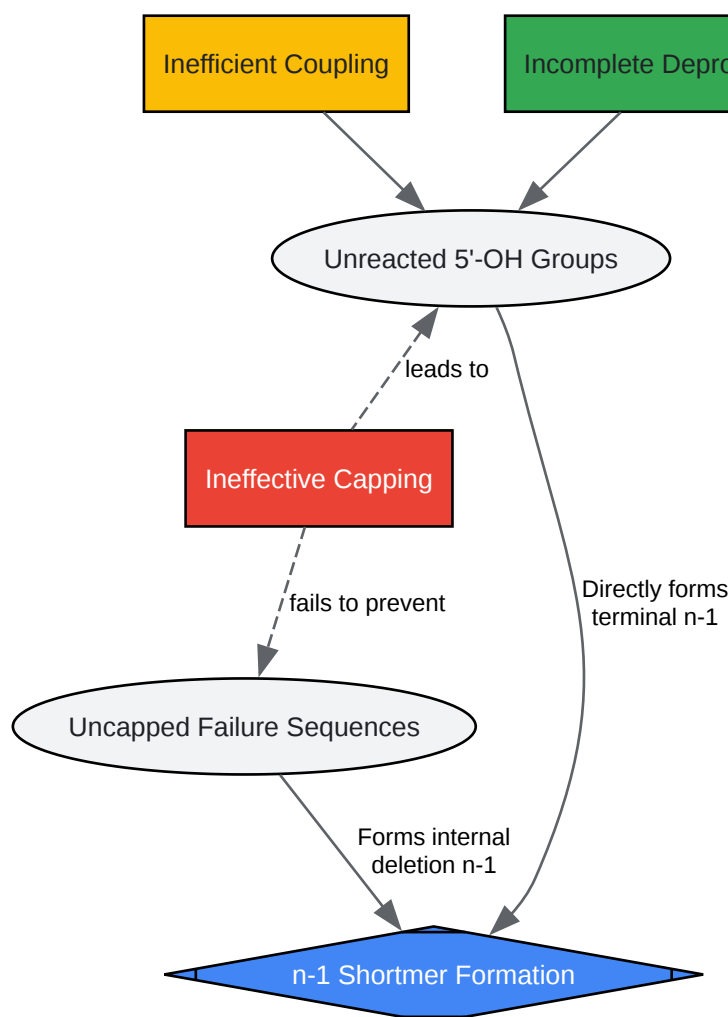 Inefficient Coupling
Incomplete Depro
Unreacted 5'-OH Groups
leads to
Ineffective Capping
Directly forms
terminal n-1
fails to prevent
Uncapped Failure Sequences
Forms internal
deletion n-1
n-1 Shortmer Formation